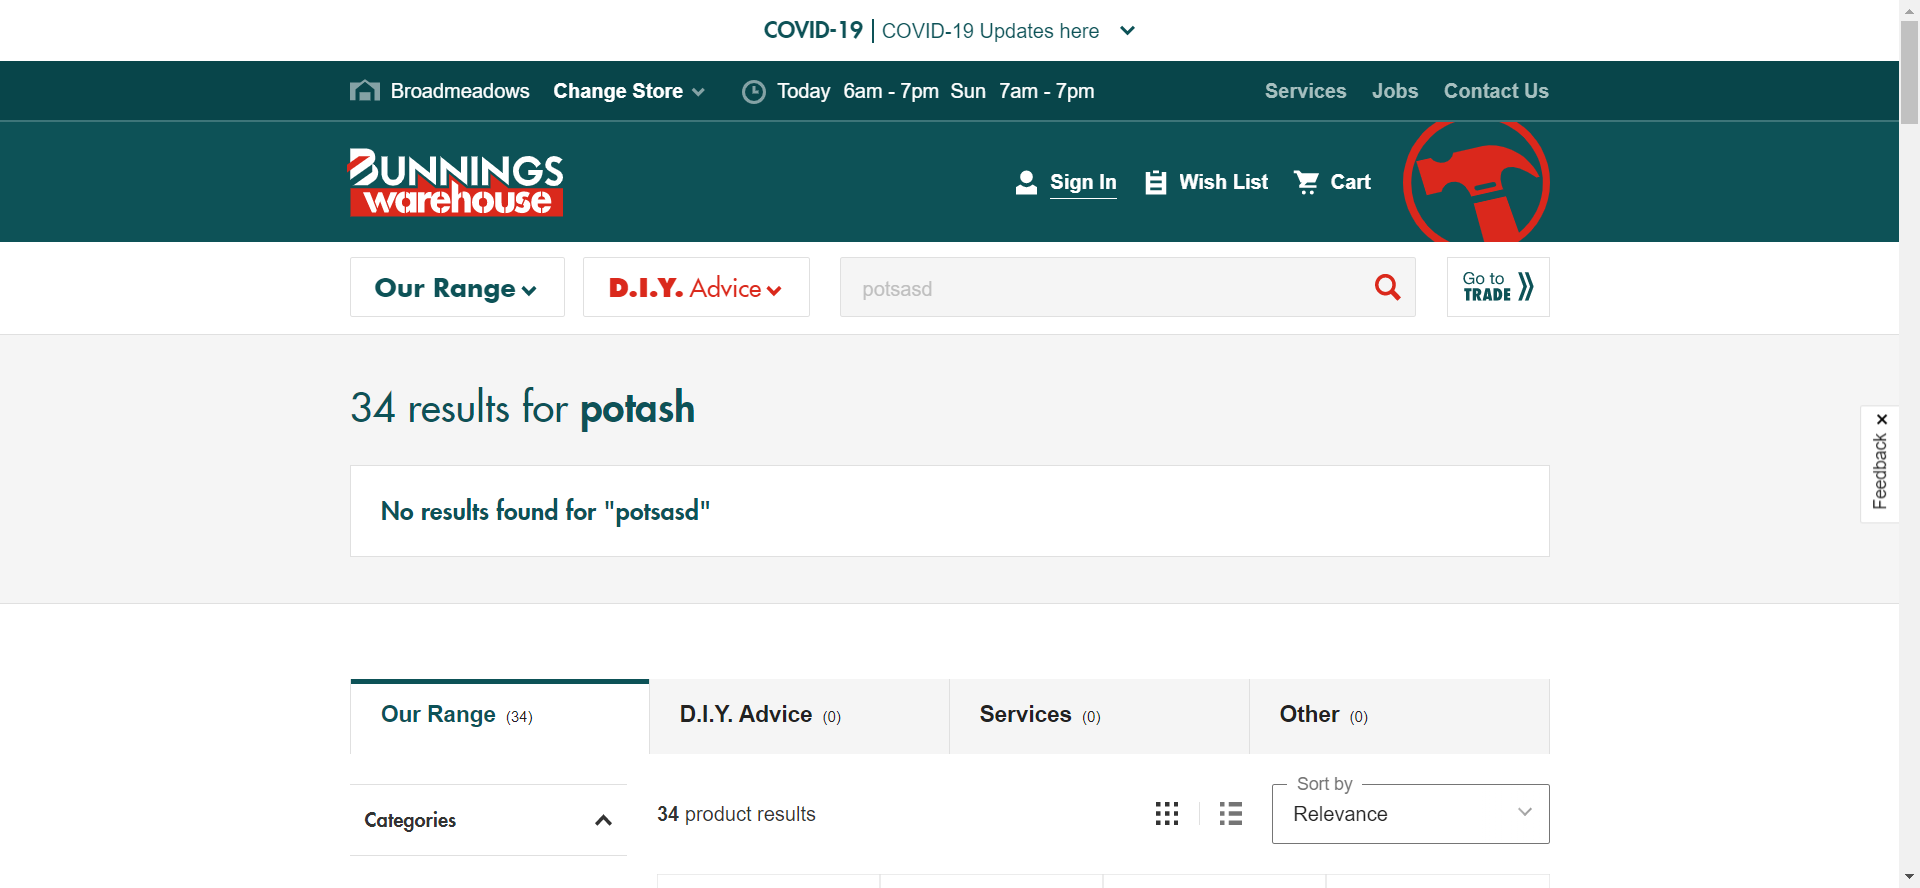 COVID-19 | COVID-19 Updates here
Broadmeadows Change Store Today 6am - 7pm Sun 7am - 7pm Services Jobs Contact Us
BUNNINGS
warehouse
Sign In Wish List Cart
Our Range D.I.Y. Advice potsasd Go to
TRADE
34 results for potash
Feedback ×
No results found for "potsasd"
Our Range (34) D.I.Y. Advice (0) Services (0) Other (0)
Sort by
Categories 34 product results Relevance